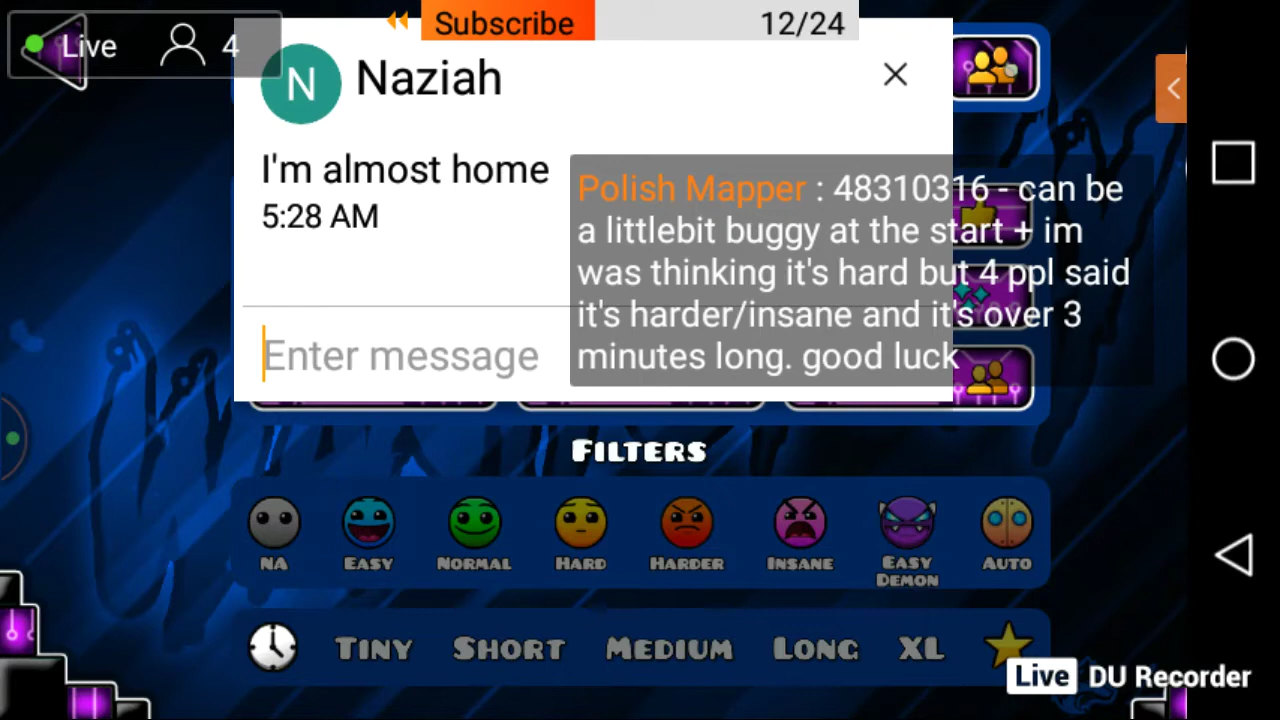 Live 4
Subscribe 12/24
N Naziah
I'm almost home
5:28 AM
Polish Mapper : 48310316 - can be
a littlebit buggy at the start + im
was thinking it's hard but 4 ppl said
it's harder/insane and it's over 3
minutes long. good luck
Enter message
FILTERS
NA EASY NORMAL HARD HARDER INSANE EASY DEMON AUTO
TINY SHORT MEDIUM LONG XL
Live DU Recorder